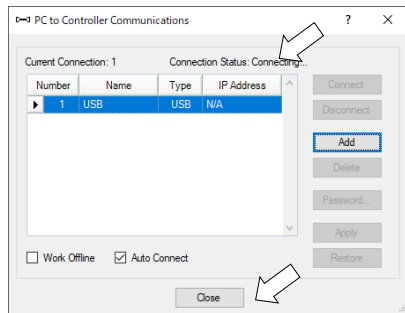 PC to Controller Communications
Current Connection: 1 Connection Status: Connecting...
Number Name Type IP Address
1 USB USB N/A
Connect
Disconnect
Add
Delete
Password...
Apply
Restore
Work Offline Auto Connect
Close